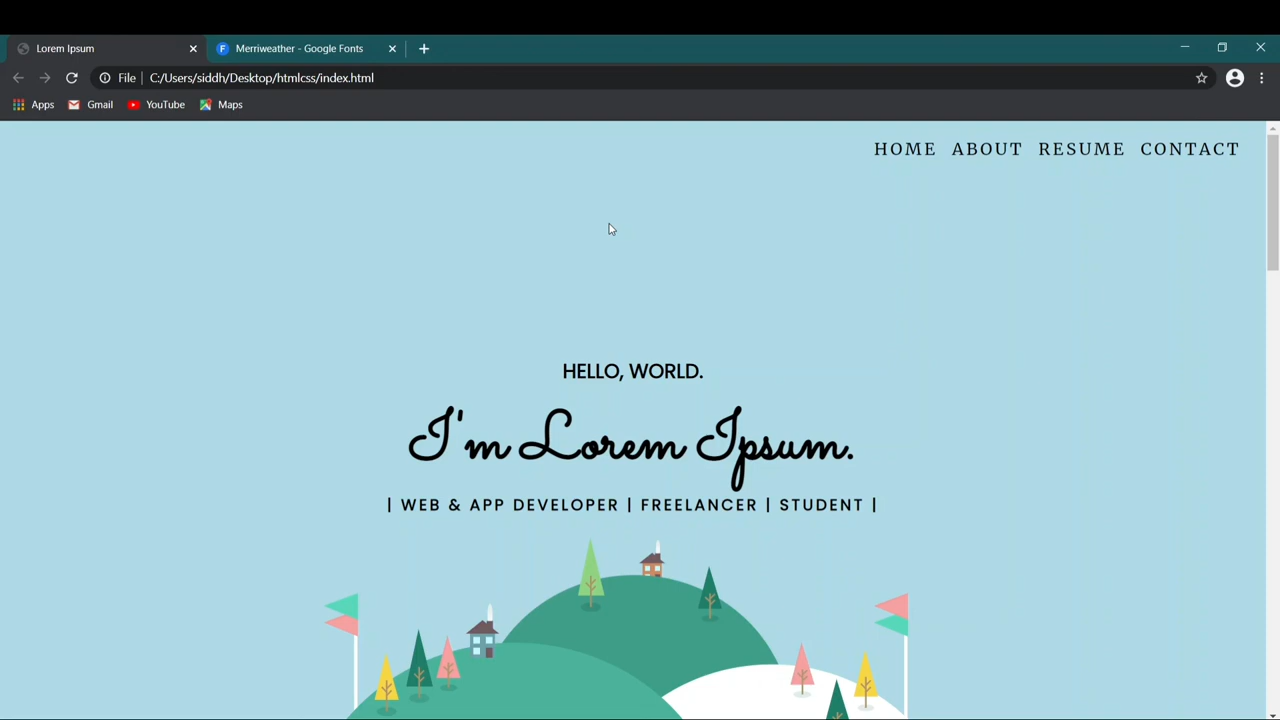 Lorem Ipsum
Merriweather - Google Fonts
File | C:/Users/siddh/Desktop/htmlcss/index.html
Apps Gmail YouTube Maps
HOME ABOUT RESUME CONTACT
HELLO, WORLD.
I'm Lorem Ipsum.
| WEB & APP DEVELOPER | FREELANCER | STUDENT |